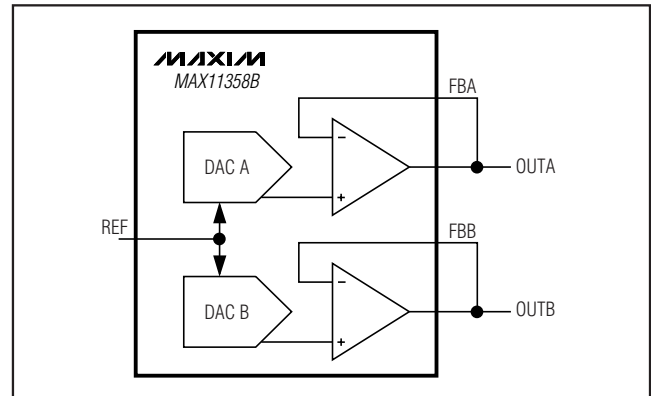 MAXIM
MAX11358B
FBA
DAC A
−
+
OUTA
REF
FBB
DAC B
−
+
OUTB